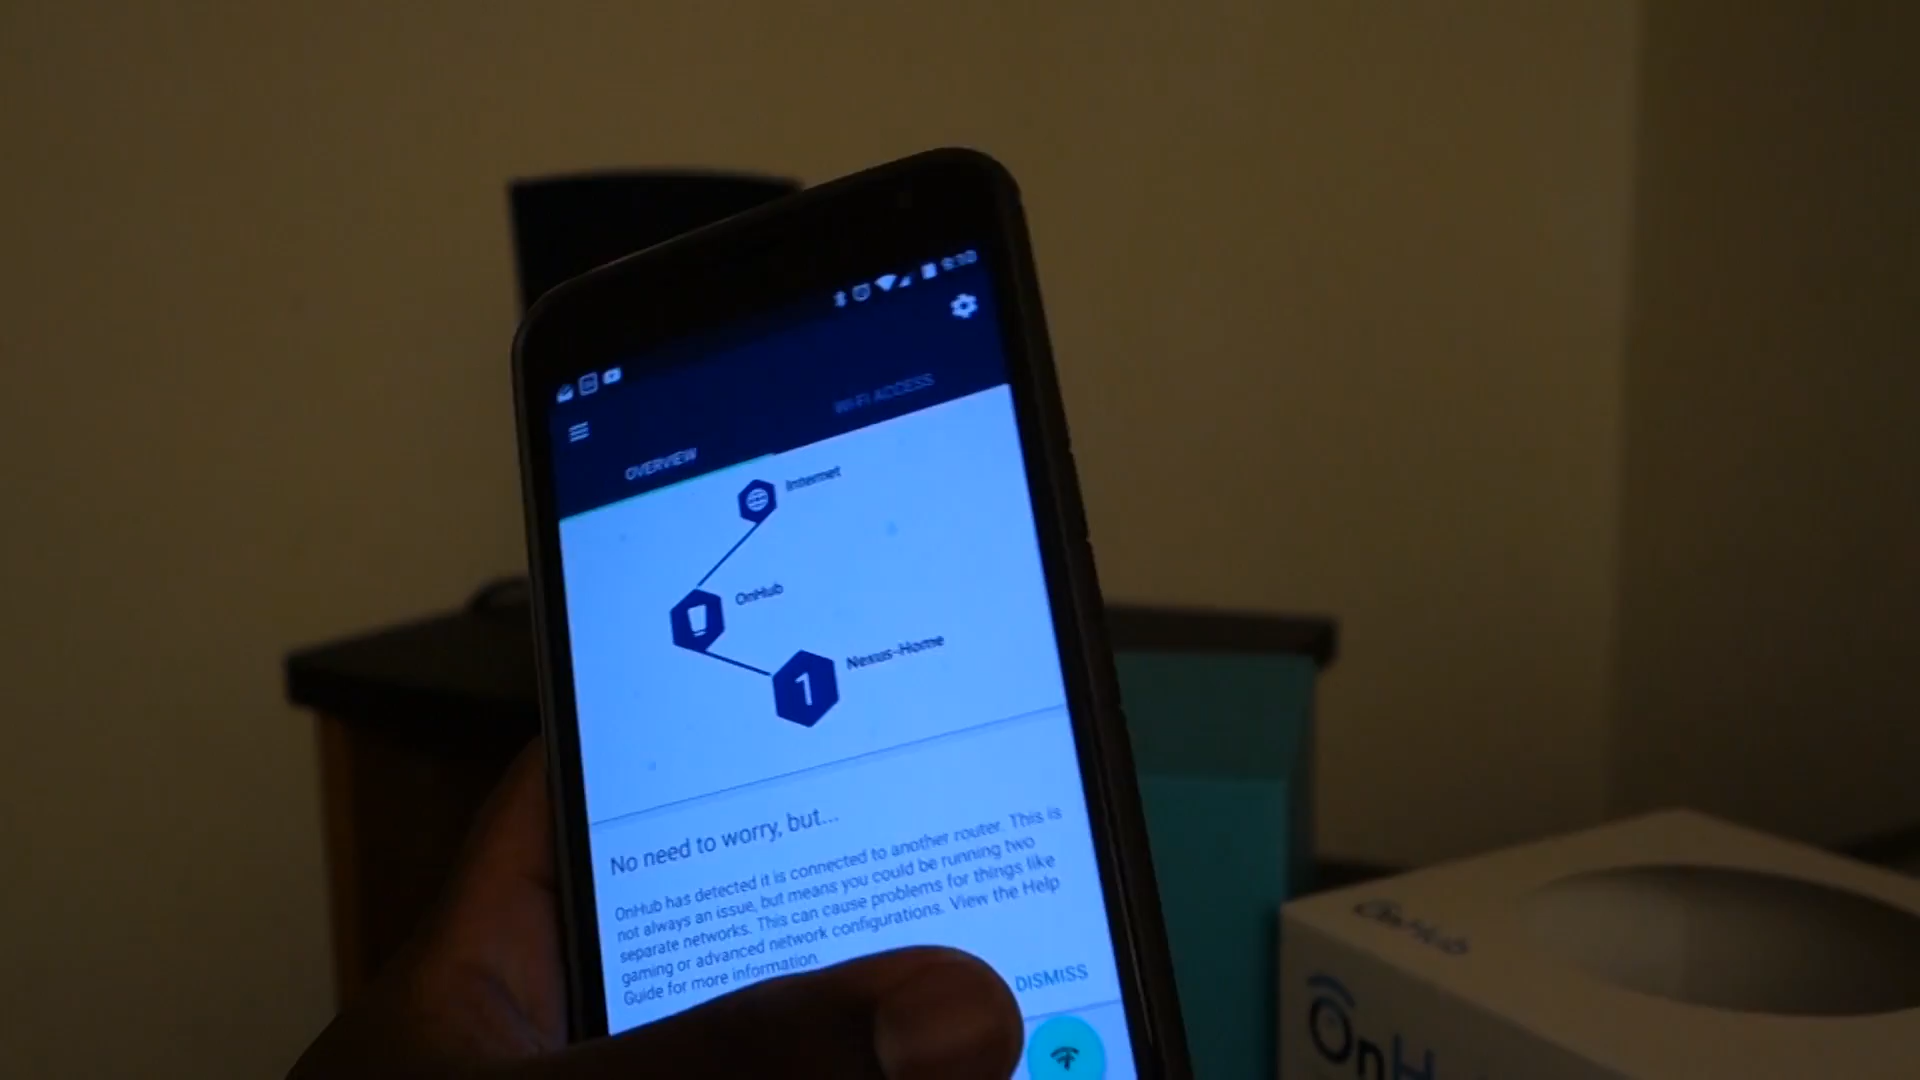 9:10
OVERVIEW
WI-FI ACCESS
Internet
OnHub
Nexus-Home
1
No need to worry, but...
OnHub has detected it is connected to another router. This is
not always an issue, but means you could be running two
separate networks. This can cause problems for things like
gaming or advanced network configurations. View the Help
Guide for more information.
DISMISS
OnHub
OnH